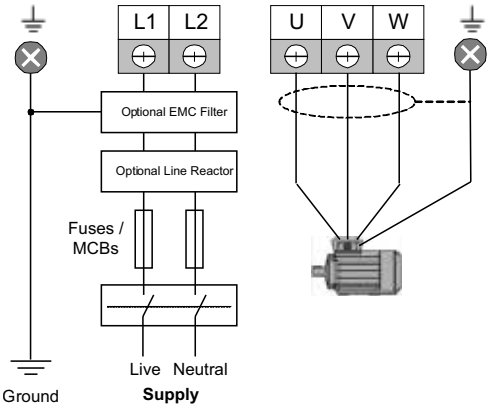 L1 L2
U V W
Optional EMC Filter
Optional Line Reactor
Fuses /
MCBs
Live Neutral
Supply
Ground